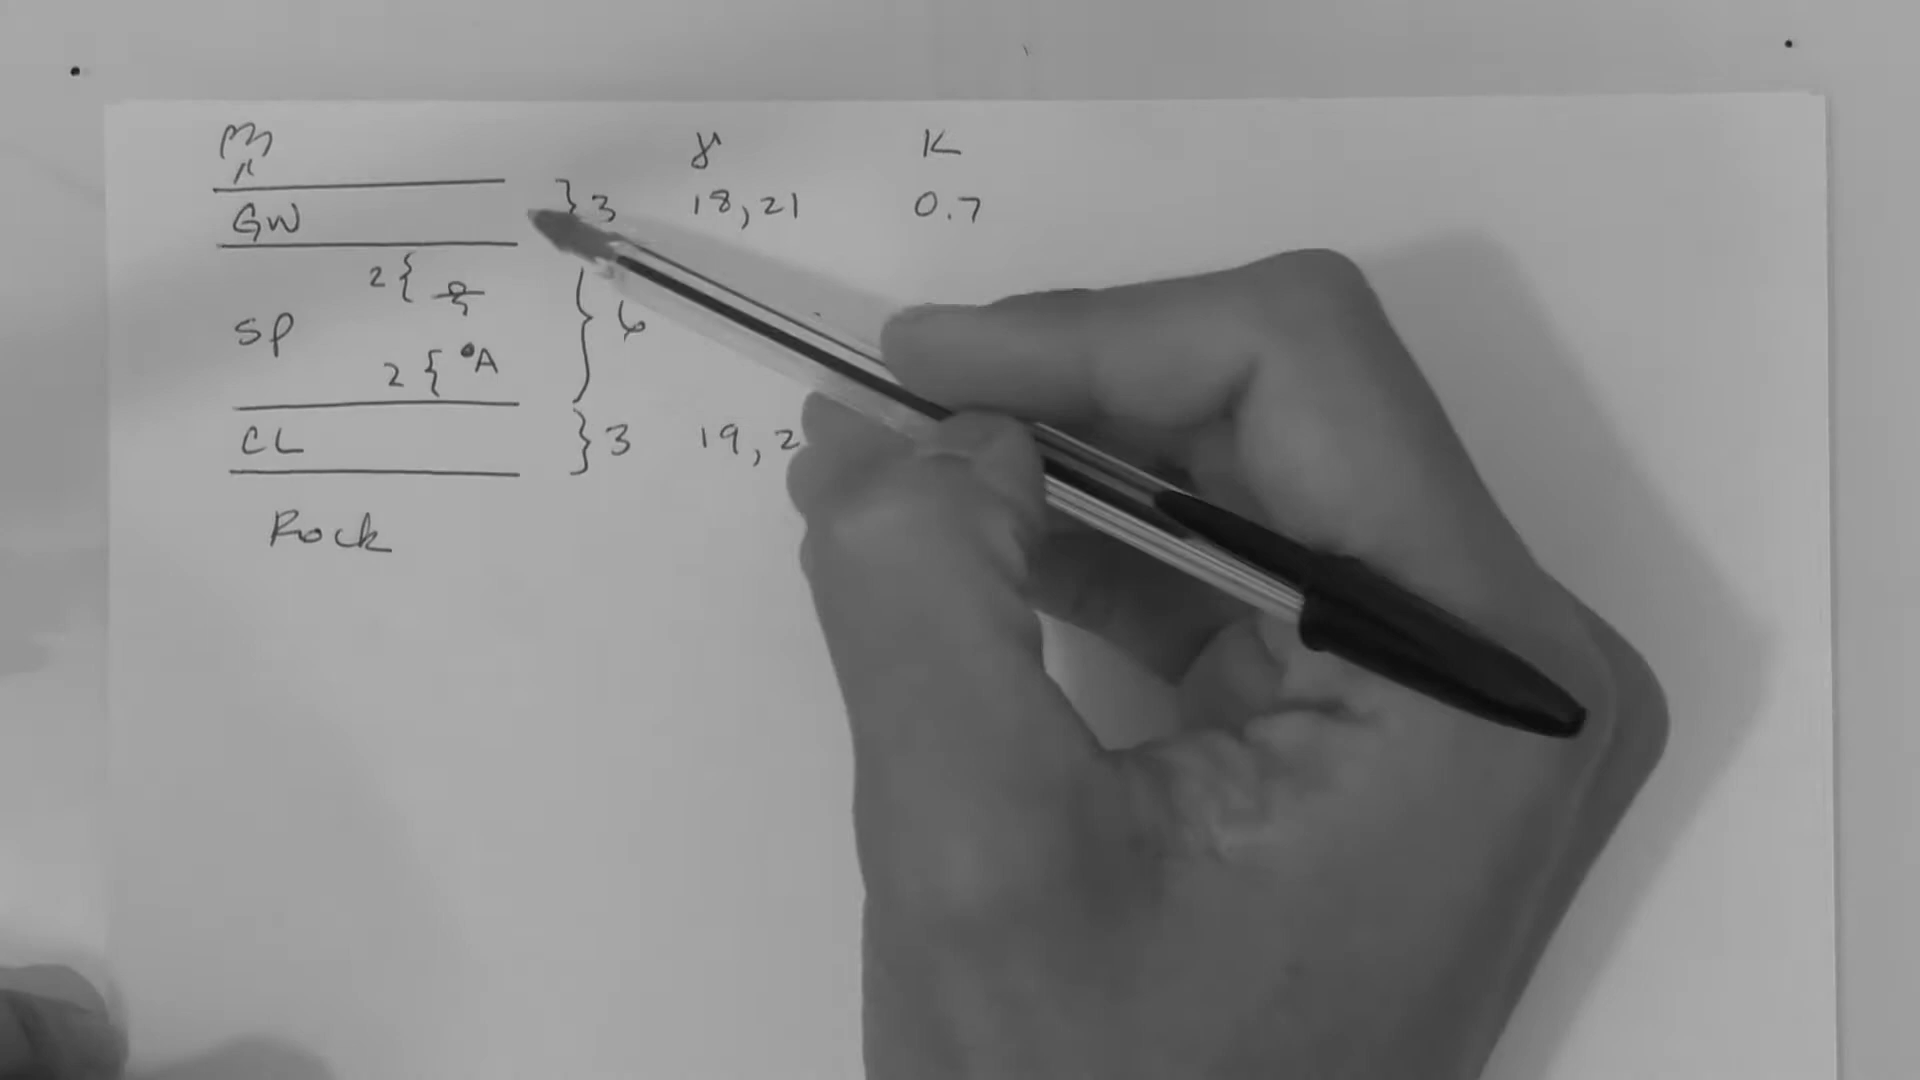 γ K
GW } 3 18, 21 0.7
2 {
SP } 6
2 { A
CL } 3 19, 2
Rock